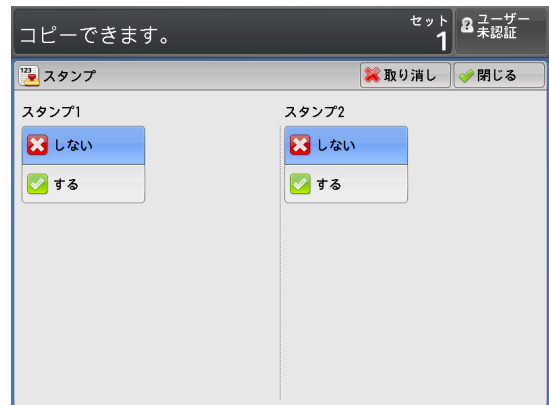 コピーできます。
セット
1
ユーザー
未認証
123
スタンプ
取り消し
閉じる
スタンプ1
スタンプ2
しない
しない
する
する